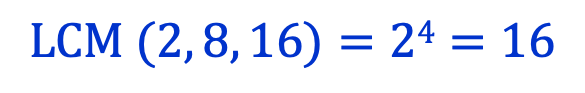 LCM (2, 8, 16) = 2⁴ = 16